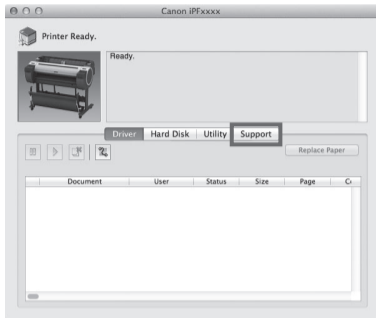 Canon iPFxxxx
Printer Ready.
Ready.
Driver Hard Disk Utility Support
Replace Paper
Document User Status Size Page